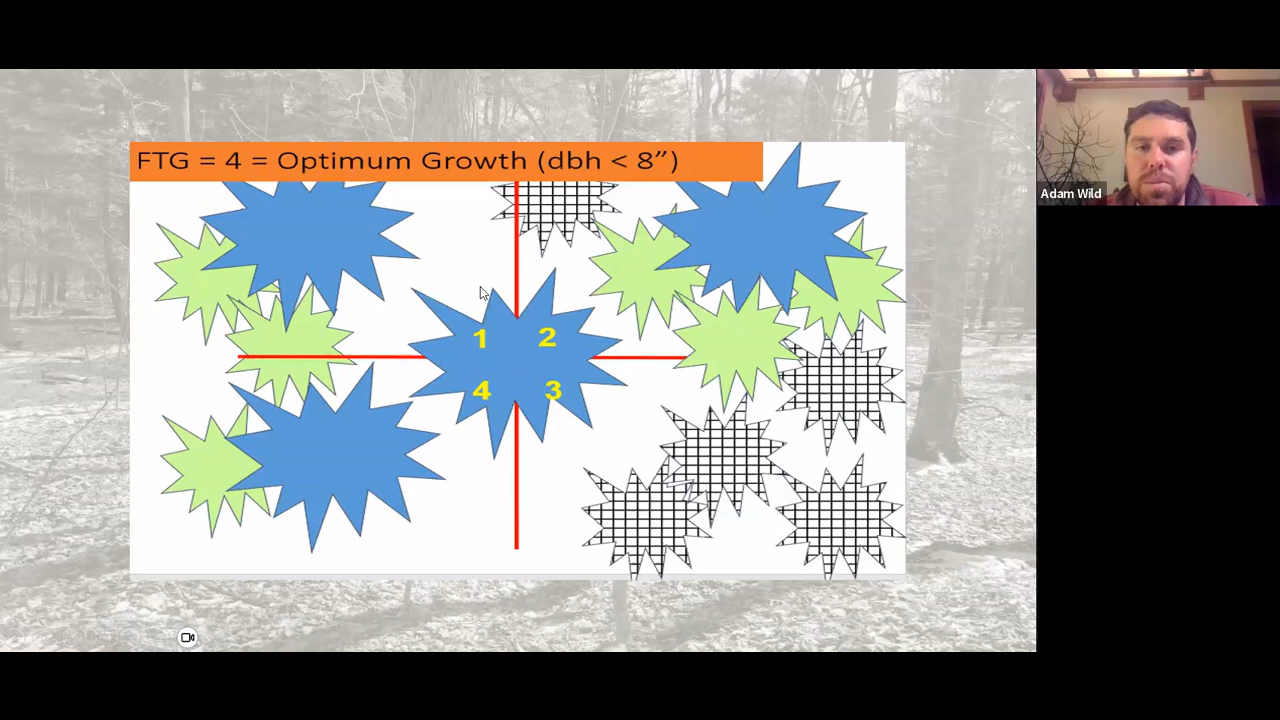 FTG = 4 = Optimum Growth (dbh < 8”)
Adam Wild
1 2
4 3